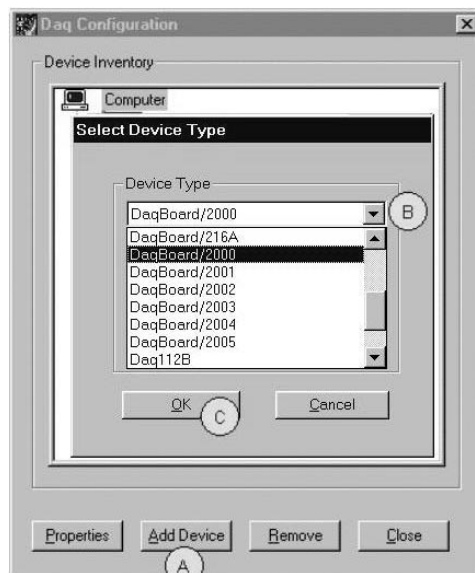 Daq Configuration
Device Inventory
Computer
Select Device Type
Device Type
DaqBoard/2000
B
DaqBoard/216A
DaqBoard/2000
DaqBoard/2001
DaqBoard/2002
DaqBoard/2003
DaqBoard/2004
DaqBoard/2005
Daq112B
OK
C
Cancel
Properties
Add Device
Remove
Close
A